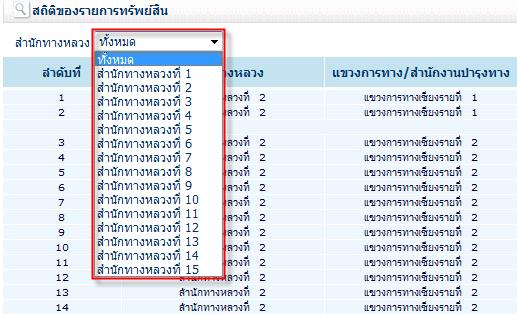 สถิติของรายการทรัพย์สิน
สำนักทางหลวง ทั้งหมด
ลำดับที่ ทางหลวง แขวงการทาง/สำนักงานบำรุงทาง
ทั้งหมด
สำนักทางหลวงที่ 1
สำนักทางหลวงที่ 2
สำนักทางหลวงที่ 3
สำนักทางหลวงที่ 4
สำนักทางหลวงที่ 5
สำนักทางหลวงที่ 6
สำนักทางหลวงที่ 7
สำนักทางหลวงที่ 8
สำนักทางหลวงที่ 9
สำนักทางหลวงที่ 10
สำนักทางหลวงที่ 11
สำนักทางหลวงที่ 12
สำนักทางหลวงที่ 13
สำนักทางหลวงที่ 14
สำนักทางหลวงที่ 15
1 หลวงที่ 2 แขวงการทางเชียงรายที่ 1
2 หลวงที่ 2 แขวงการทางเชียงรายที่ 1
3 หลวงที่ 2 แขวงการทางเชียงรายที่ 2
4 หลวงที่ 2 แขวงการทางเชียงรายที่ 2
5 หลวงที่ 2 แขวงการทางเชียงรายที่ 2
6 หลวงที่ 2 แขวงการทางเชียงรายที่ 2
7 หลวงที่ 2 แขวงการทางเชียงรายที่ 2
8 หลวงที่ 2 แขวงการทางเชียงรายที่ 2
9 หลวงที่ 2 แขวงการทางเชียงรายที่ 2
10 หลวงที่ 2 แขวงการทางเชียงรายที่ 2
11 หลวงที่ 2 แขวงการทางเชียงรายที่ 2
12 สำนักทางหลวงที่ 2 แขวงการทางเชียงรายที่ 2
13 สำนักทางหลวงที่ 2 แขวงการทางเชียงรายที่ 2
14 สำนักทางหลวงที่ 2 แขวงการทางเชียงรายที่ 2